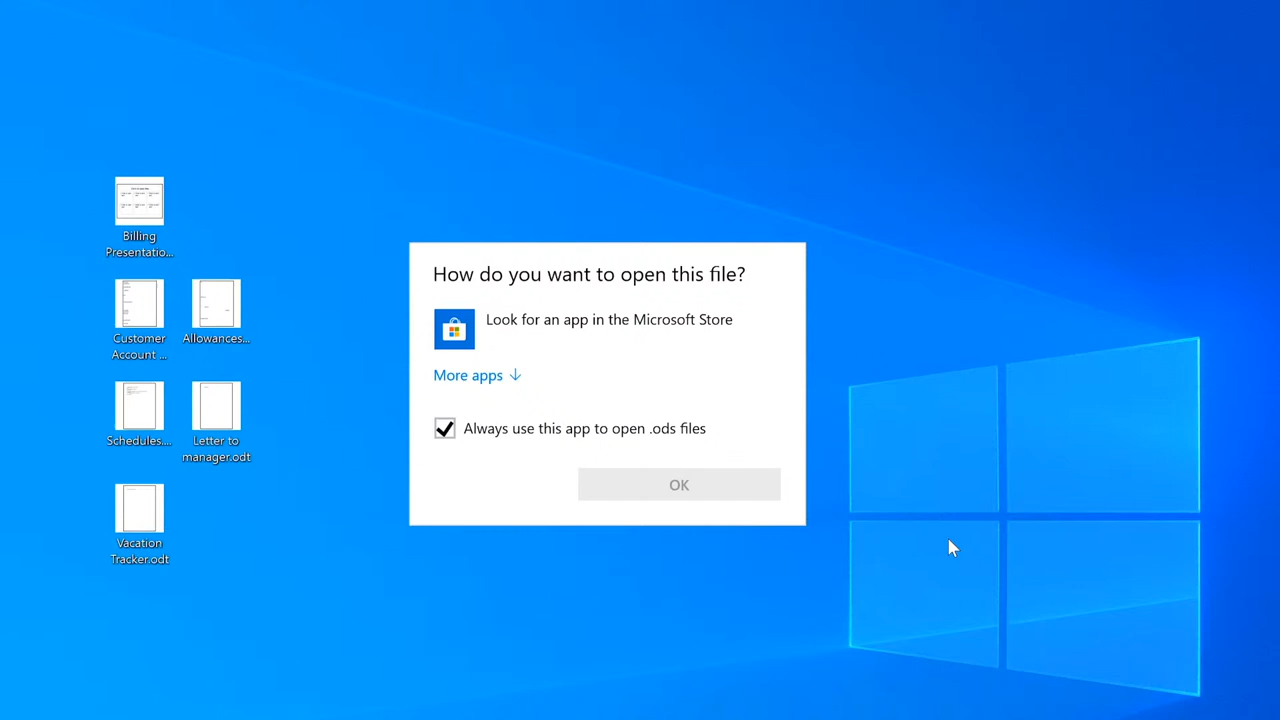 Billing
Presentatio...
Customer
Account ...
Allowances...
Schedules....
Letter to
manager.odt
Vacation
Tracker.odt
How do you want to open this file?
Look for an app in the Microsoft Store
More apps
Always use this app to open .ods files
OK